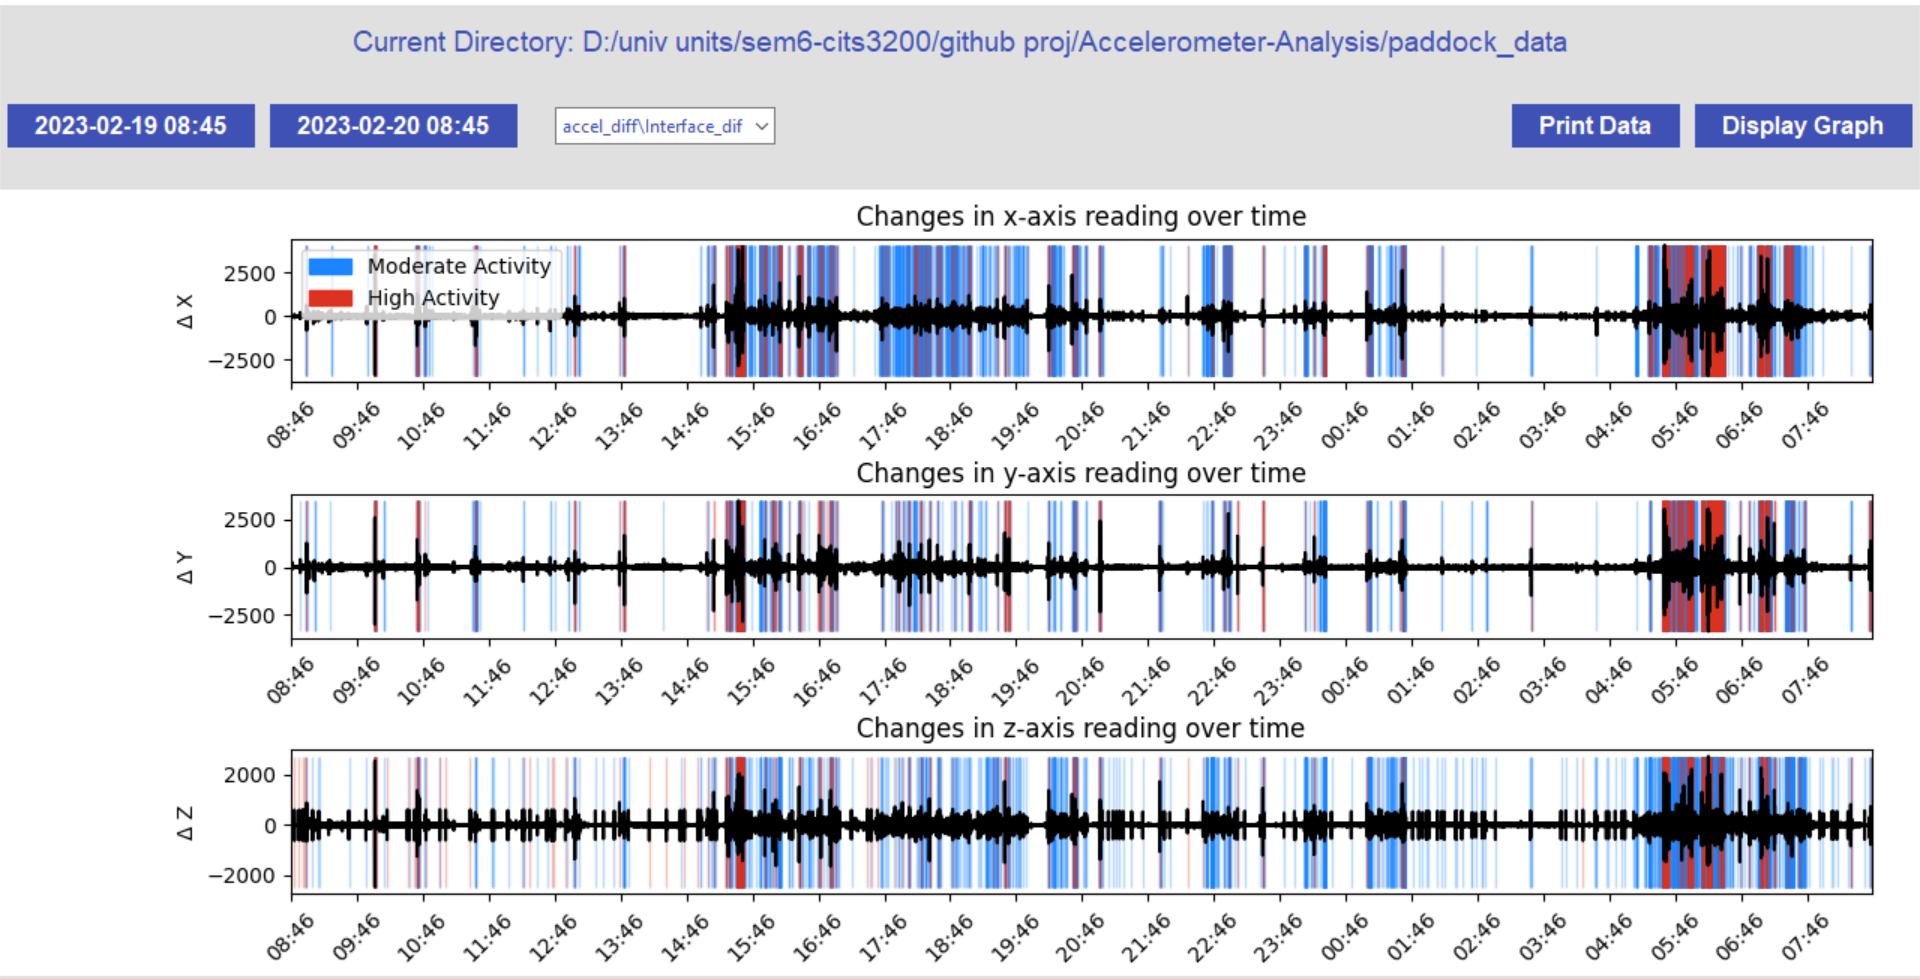 Current Directory: D:/univ units/sem6-cits3200/github proj/Accelerometer-Analysis/paddock_data
2023-02-19 08:45 2023-02-20 08:45 accel_diff\Interface_dif Print Data Display Graph
Changes in x-axis reading over time
Moderate Activity
High Activity
Δ X
2500
0
−2500
08:46 09:46 10:46 11:46 12:46 13:46 14:46 15:46 16:46 17:46 18:46 19:46 20:46 21:46 22:46 23:46 00:46 01:46 02:46 03:46 04:46 05:46 06:46 07:46
Changes in y-axis reading over time
Δ Y
2500
0
−2500
08:46 09:46 10:46 11:46 12:46 13:46 14:46 15:46 16:46 17:46 18:46 19:46 20:46 21:46 22:46 23:46 00:46 01:46 02:46 03:46 04:46 05:46 06:46 07:46
Changes in z-axis reading over time
Δ Z
2000
0
−2000
08:46 09:46 10:46 11:46 12:46 13:46 14:46 15:46 16:46 17:46 18:46 19:46 20:46 21:46 22:46 23:46 00:46 01:46 02:46 03:46 04:46 05:46 06:46 07:46